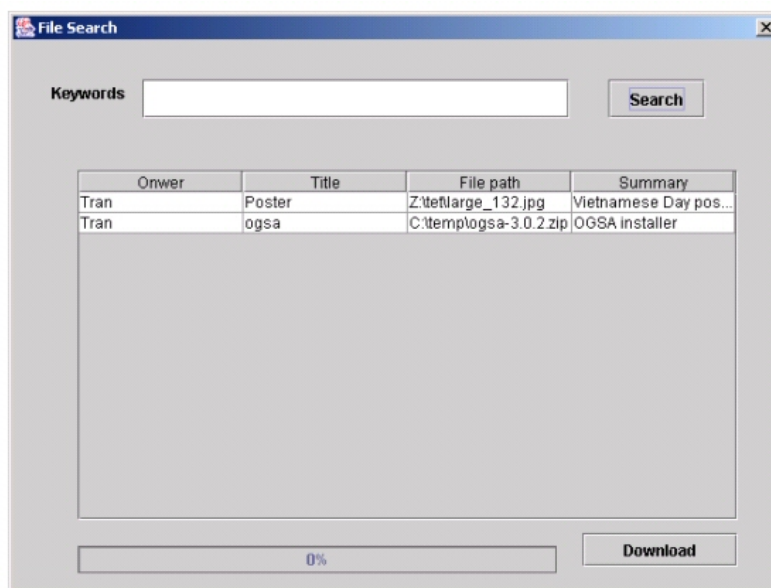 File Search
Keywords Search
Onwer Title File path Summary
Tran Poster Z:\tet\large_132.jpg Vietnamese Day pos...
Tran ogsa C:\temp\ogsa-3.0.2.zip OGSA installer
0% Download